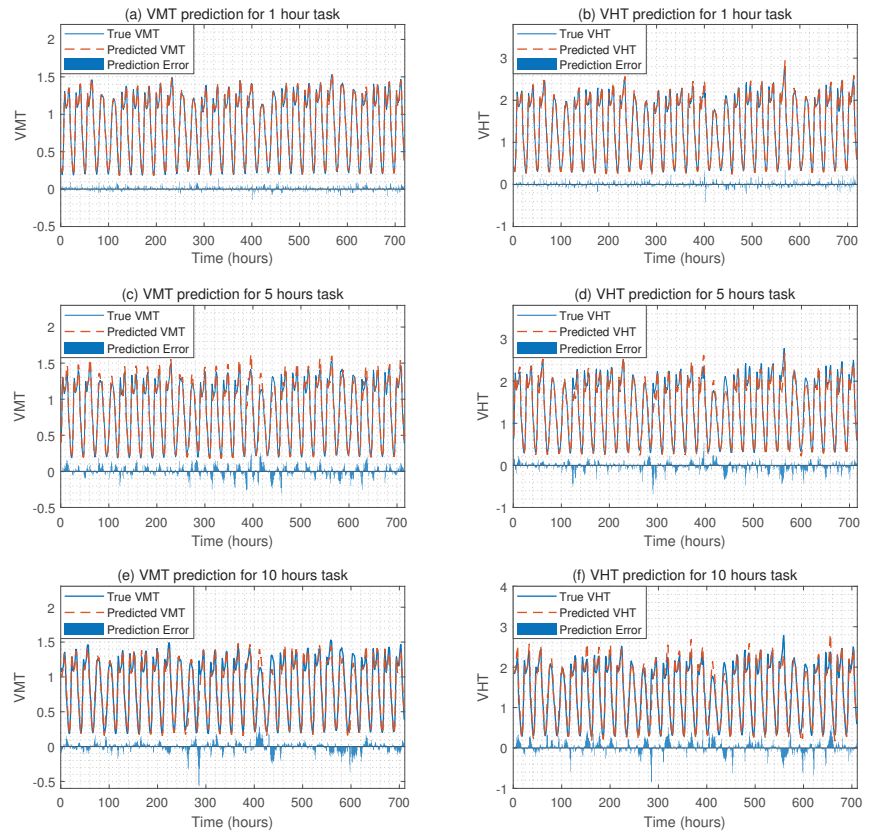 (a) VMT prediction for 1 hour task
2
1.5
1
0.5
0
-0.5
VMT
True VMT
Predicted VMT
Prediction Error
0 100 200 300 400 500 600 700
Time (hours)
(b) VHT prediction for 1 hour task
3
2
1
0
-1
VHT
True VHT
Predicted VHT
Prediction Error
0 100 200 300 400 500 600 700
Time (hours)
(c) VMT prediction for 5 hours task
2
1.5
1
0.5
0
-0.5
VMT
True VMT
Predicted VMT
Prediction Error
0 100 200 300 400 500 600 700
Time (hours)
(d) VHT prediction for 5 hours task
3
2
1
0
-1
VHT
True VHT
Predicted VHT
Prediction Error
0 100 200 300 400 500 600 700
Time (hours)
(e) VMT prediction for 10 hours task
2
1.5
1
0.5
0
-0.5
VMT
True VMT
Predicted VMT
Prediction Error
0 100 200 300 400 500 600 700
Time (hours)
(f) VHT prediction for 10 hours task
4
3
2
1
0
-1
VHT
True VHT
Predicted VHT
Prediction Error
0 100 200 300 400 500 600 700
Time (hours)